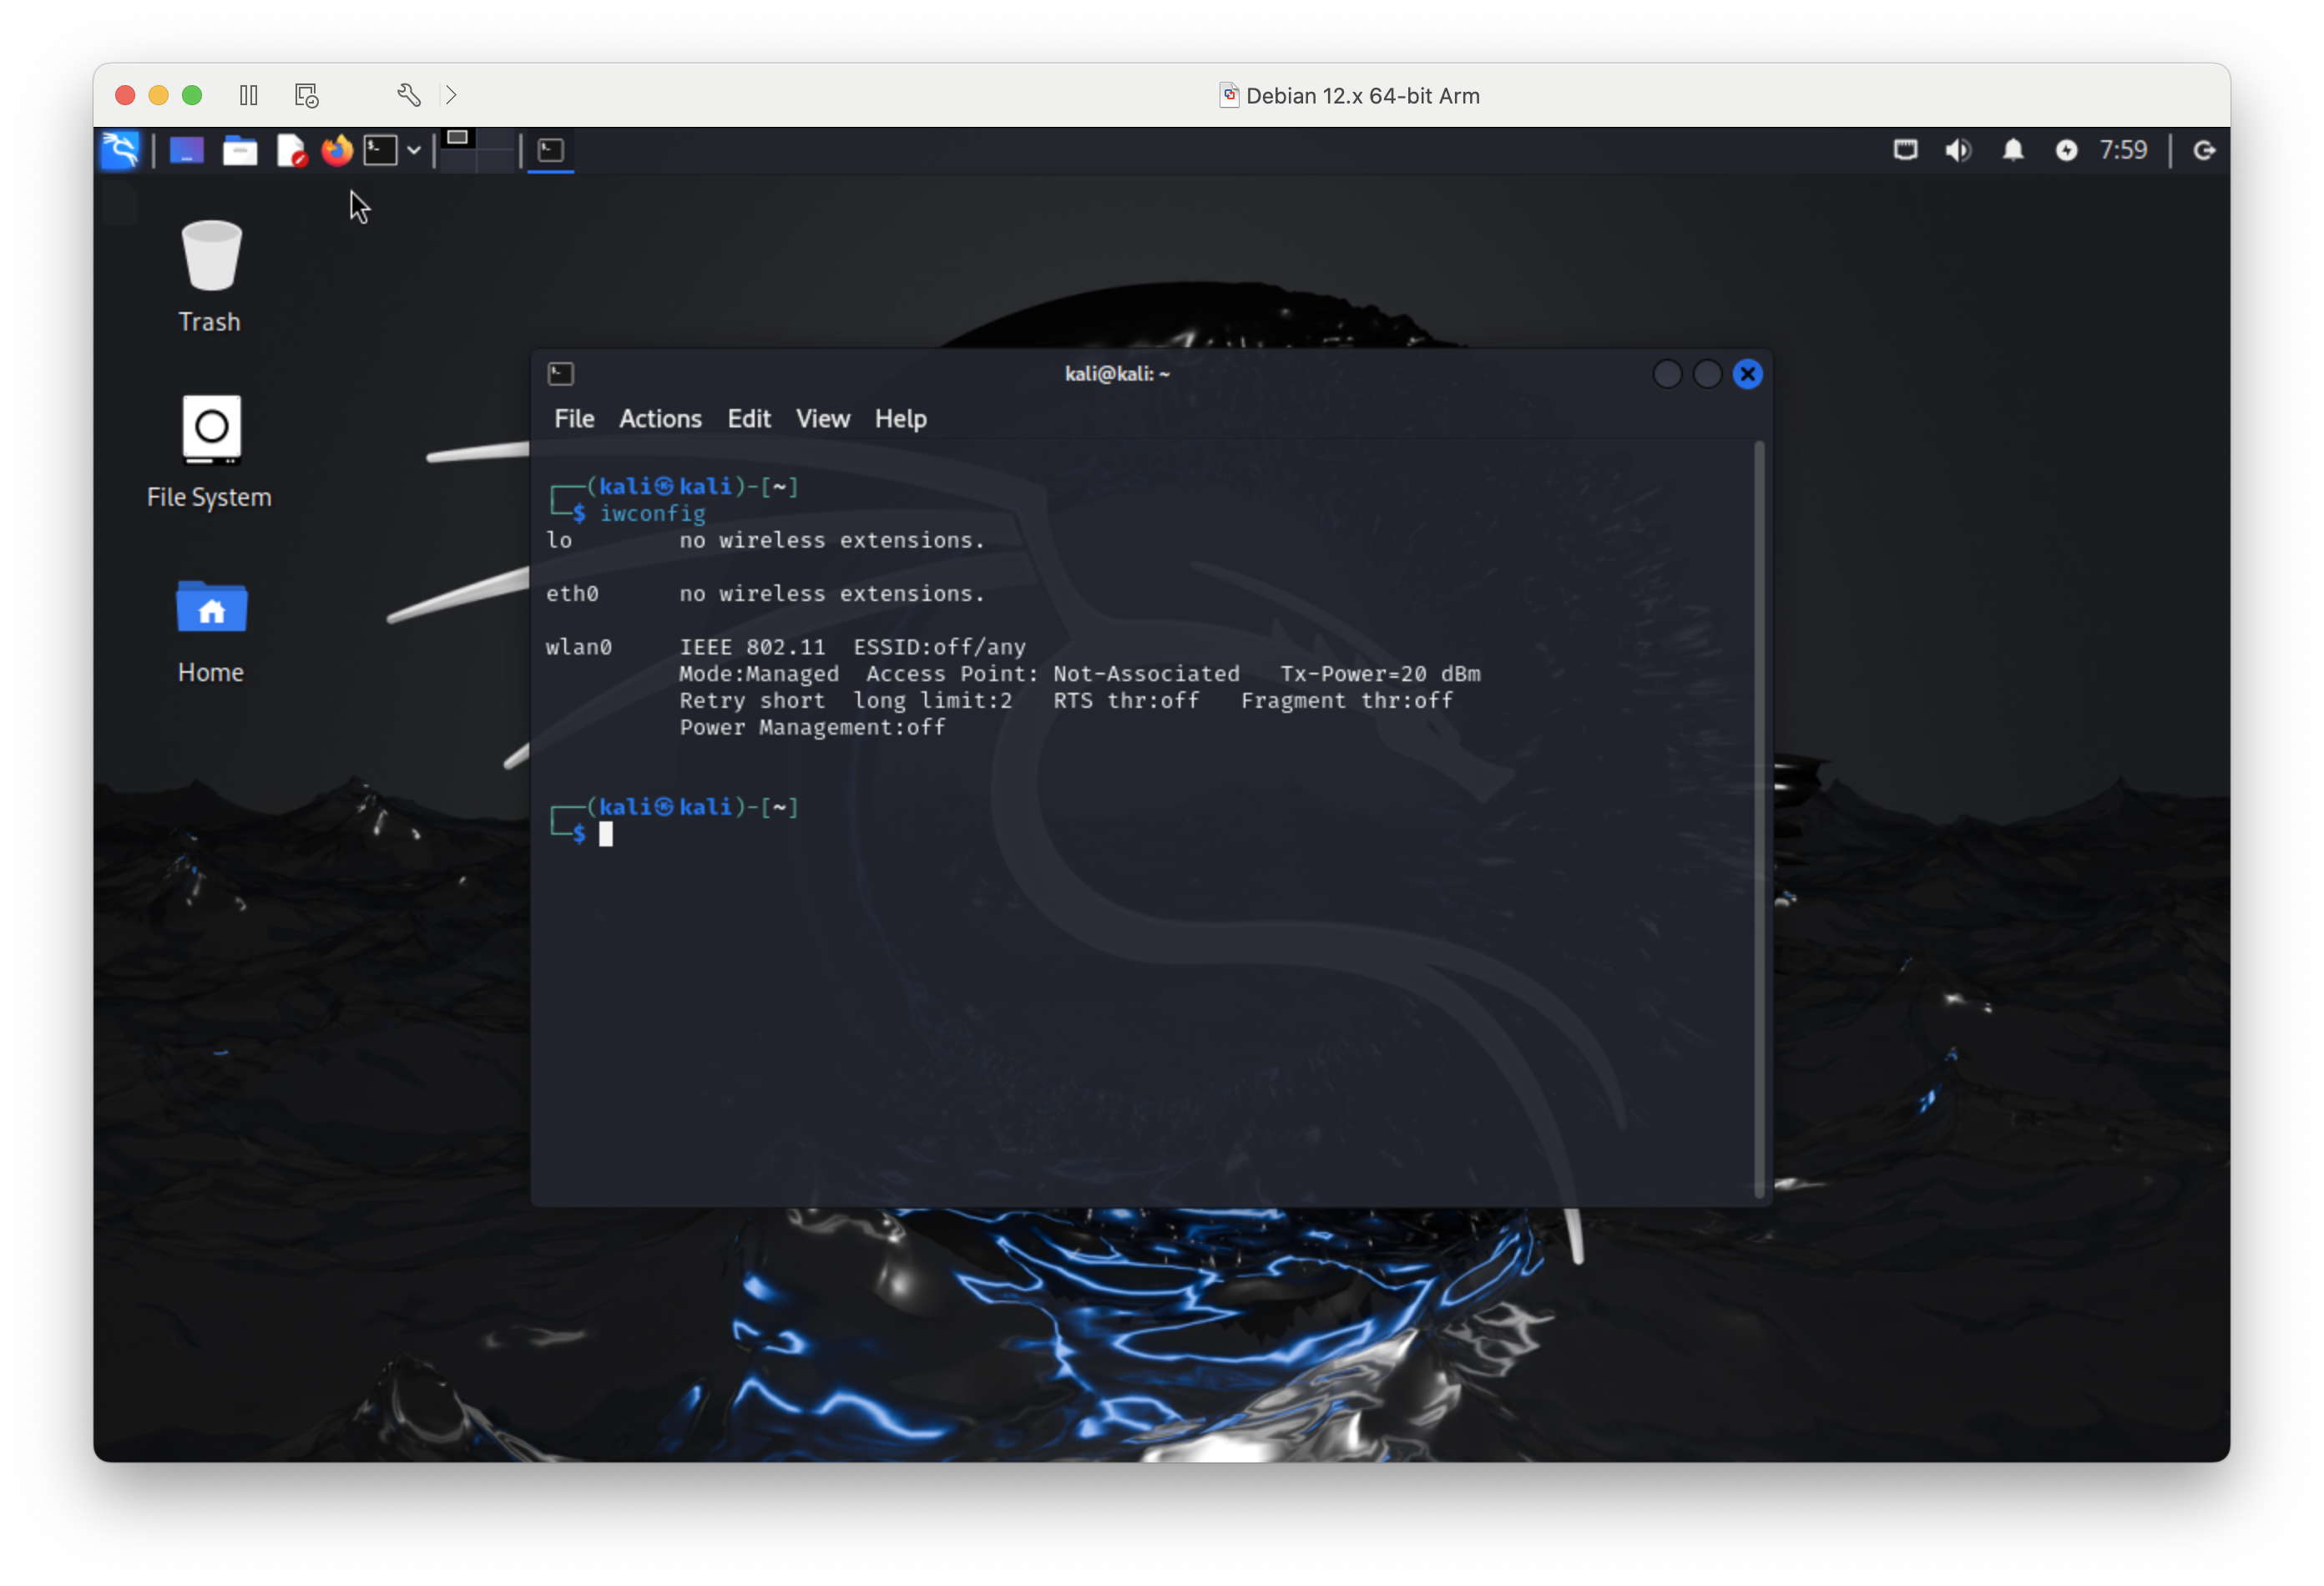 Debian 12.x 64-bit Arm
7:59
Trash
File System
Home
kali@kali: ~
File Actions Edit View Help
┌──(kali㉿kali)-[~]
└─$ iwconfig
lo        no wireless extensions.
eth0      no wireless extensions.
wlan0     IEEE 802.11  ESSID:off/any
Mode:Managed  Access Point: Not-Associated   Tx-Power=20 dBm
Retry short  long limit:2   RTS thr:off   Fragment thr:off
Power Management:off
┌──(kali㉿kali)-[~]
└─$